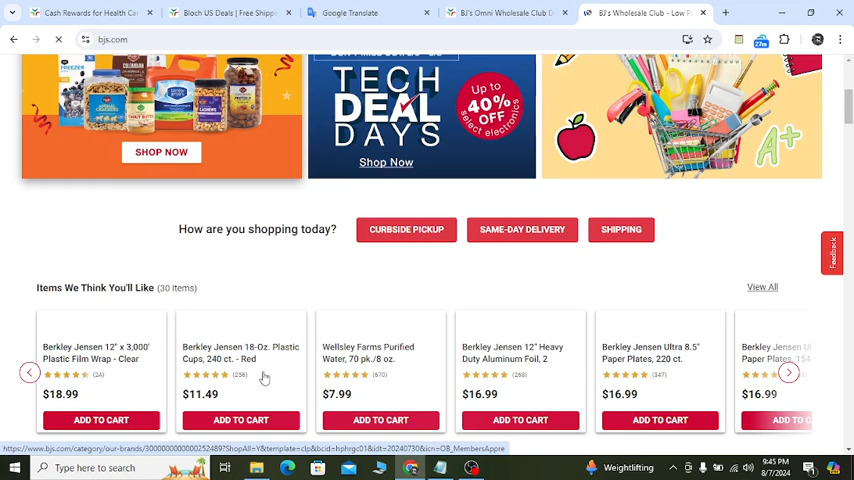 Cash Rewards for Health Car
Bloch US Deals | Free Shippi
Google Translate
BJ's Omni Wholesale Club D
BJ's Wholesale Club - Low P
bjs.com
27m
TECH
DEAL
DAYS
Shop Now
Up to
40%
OFF
select electronics
A+
SHOP NOW
How are you shopping today?
CURBSIDE PICKUP
SAME-DAY DELIVERY
SHIPPING
Feedback
Items We Think You'll Like (30 Items)
View All
Berkley Jensen 12" x 3,000'
Plastic Film Wrap - Clear
(24)
$18.99
ADD TO CART
Berkley Jensen 18-Oz. Plastic
Cups, 240 ct. - Red
(256)
$11.49
ADD TO CART
Wellsley Farms Purified
Water, 70 pk./8 oz.
(670)
$7.99
ADD TO CART
Berkley Jensen 12" Heavy
Duty Aluminum Foil, 2
(268)
$16.99
ADD TO CART
Berkley Jensen Ultra 8.5"
Paper Plates, 220 ct.
(347)
$16.99
ADD TO CART
Berkley Jensen Ul
Paper Plates, 154
$16.99
ADD TO C
https://www.bjs.com/category/our-brands/3000000000000252489?ShopAll=Y&template=clp&bcid=hphrgc01&idt=20240730&icn=OB_MembersAppre
Type here to search
Weightlifting
9:45 PM
8/7/2024